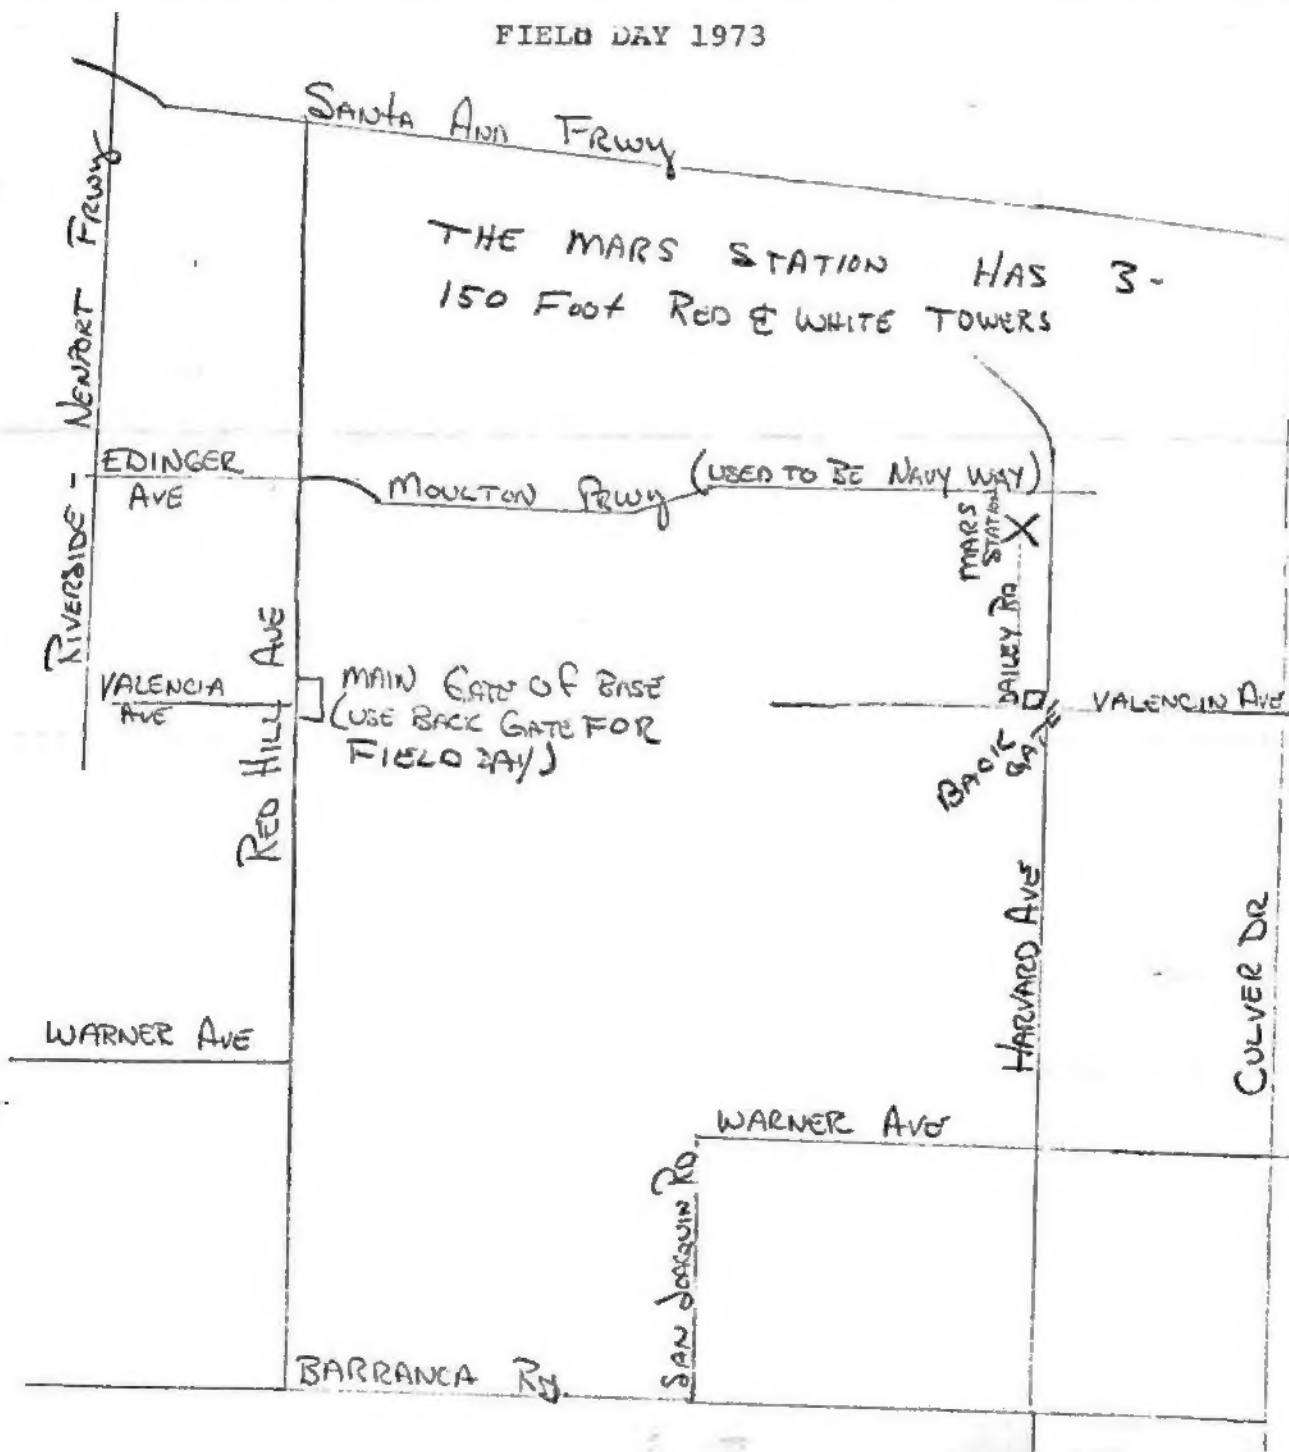 FIELD DAY 1973
SANTA ANA FRWY
RIVERSIDE - NEWPORT FRWY
THE MARS STATION HAS 3-
150 FOOT RED & WHITE TOWERS
EDINGER
AVE
MOULTON PRWY
(USED TO BE NAVY WAY)
MARS
STATION
X
DAILEY RD
VALENCIA
AVE
RED HILL AVE
MAIN GATE OF BASE
(USE BACK GATE FOR
FIELD DAY)
VALENCIA AVE
BACK
GATE
HARVARD AVE
CULVER DR
WARNER AVE
WARNER AVE
SAN JOAQUIN RD.
BARRANCA RD.